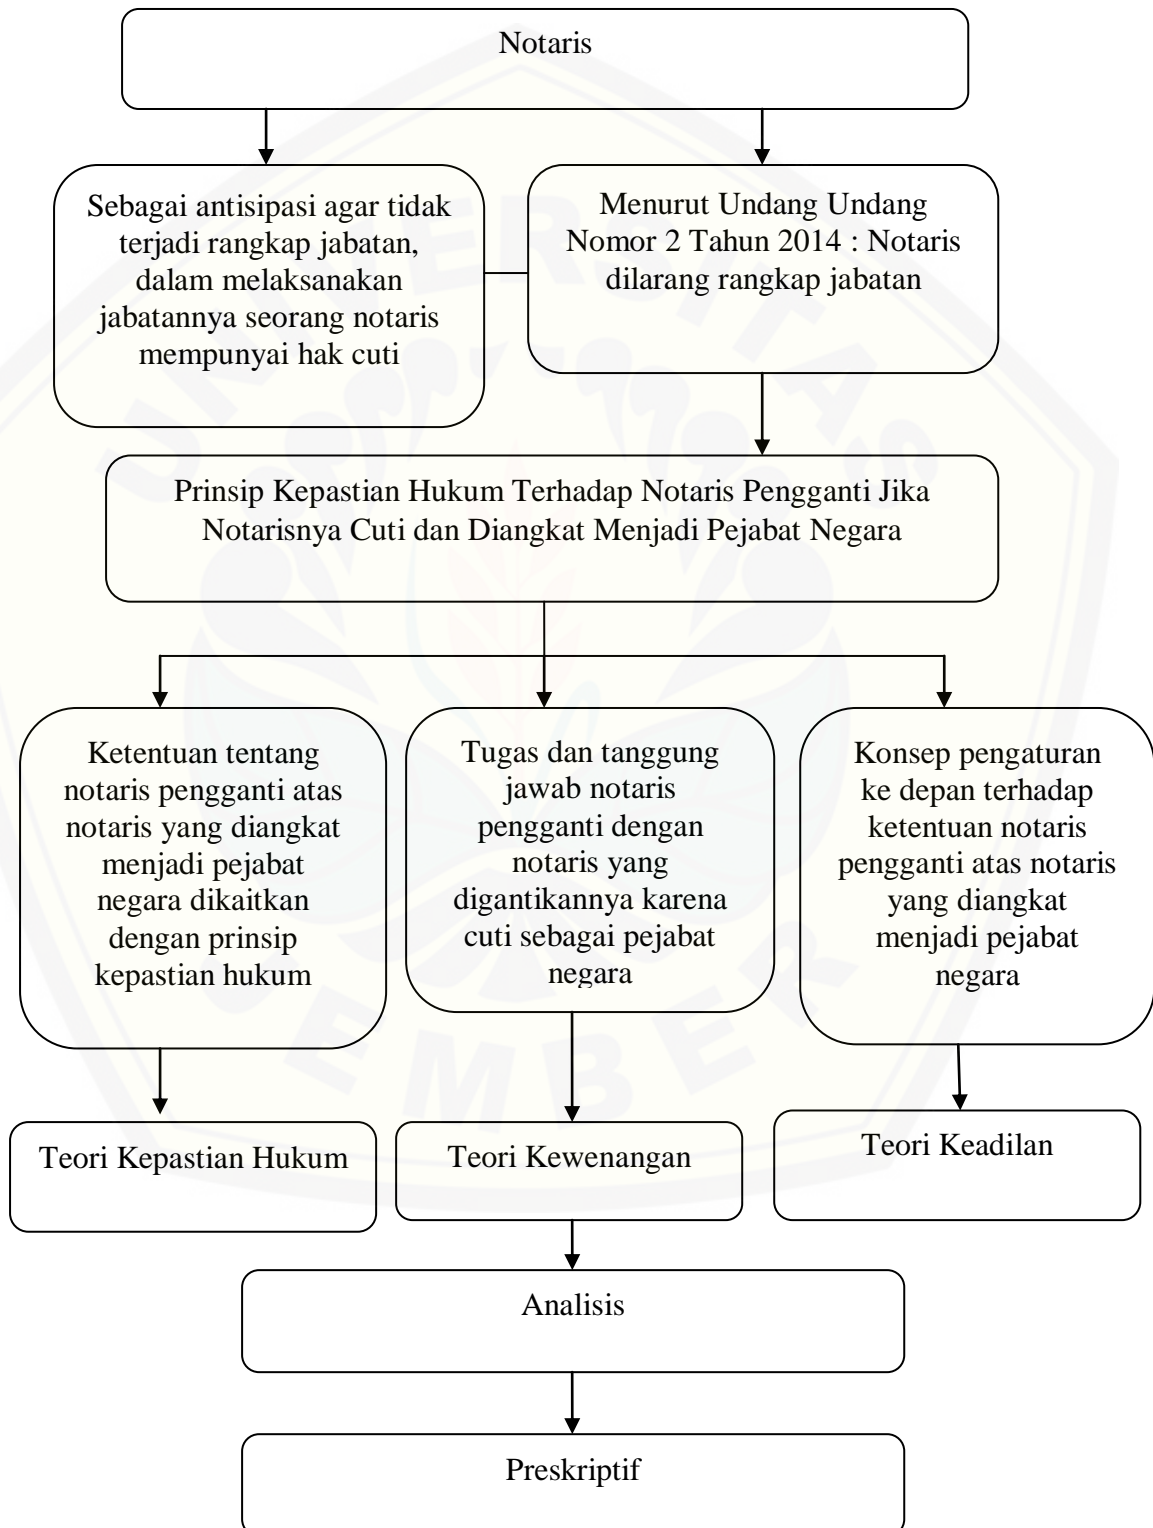 Notaris
Sebagai antisipasi agar tidak
terjadi rangkap jabatan,
dalam melaksanakan
jabatannya seorang notaris
mempunyai hak cuti
Menurut Undang Undang
Nomor 2 Tahun 2014 : Notaris
dilarang rangkap jabatan
Prinsip Kepastian Hukum Terhadap Notaris Pengganti Jika
Notarisnya Cuti dan Diangkat Menjadi Pejabat Negara
Ketentuan tentang
notaris pengganti atas
notaris yang diangkat
menjadi pejabat
negara dikaitkan
dengan prinsip
kepastian hukum
Tugas dan tanggung
jawab notaris
pengganti dengan
notaris yang
digantikannya karena
cuti sebagai pejabat
negara
Konsep pengaturan
ke depan terhadap
ketentuan notaris
pengganti atas notaris
yang diangkat
menjadi pejabat
negara
Teori Kepastian Hukum
Teori Kewenangan
Teori Keadilan
Analisis
Preskriptif
UNIVERSITAS
JEMBER